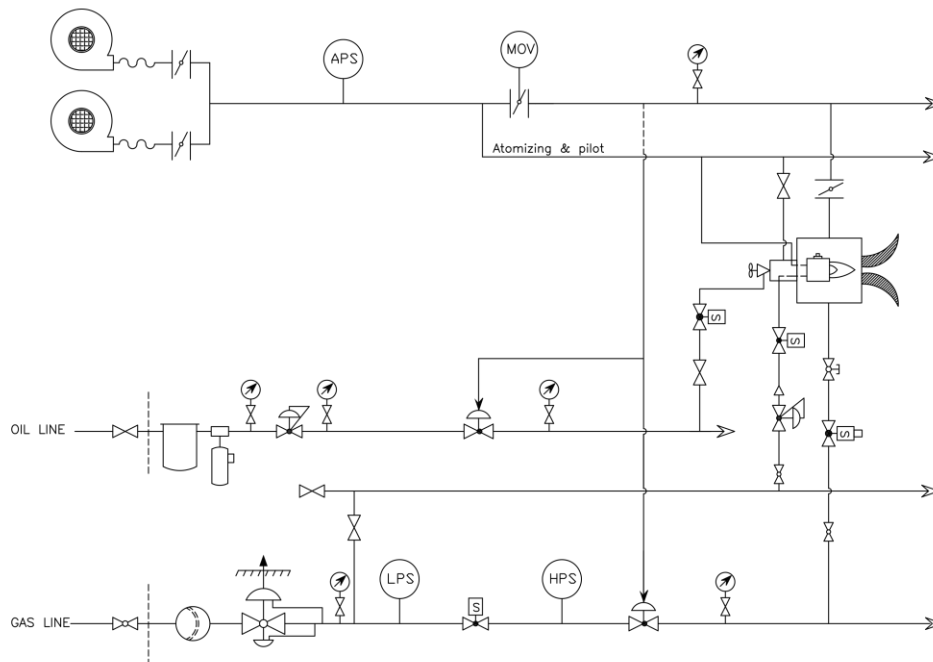 APS
MOV
Atomizing & pilot
S
S
OIL LINE
S
LPS
HPS
S
GAS LINE